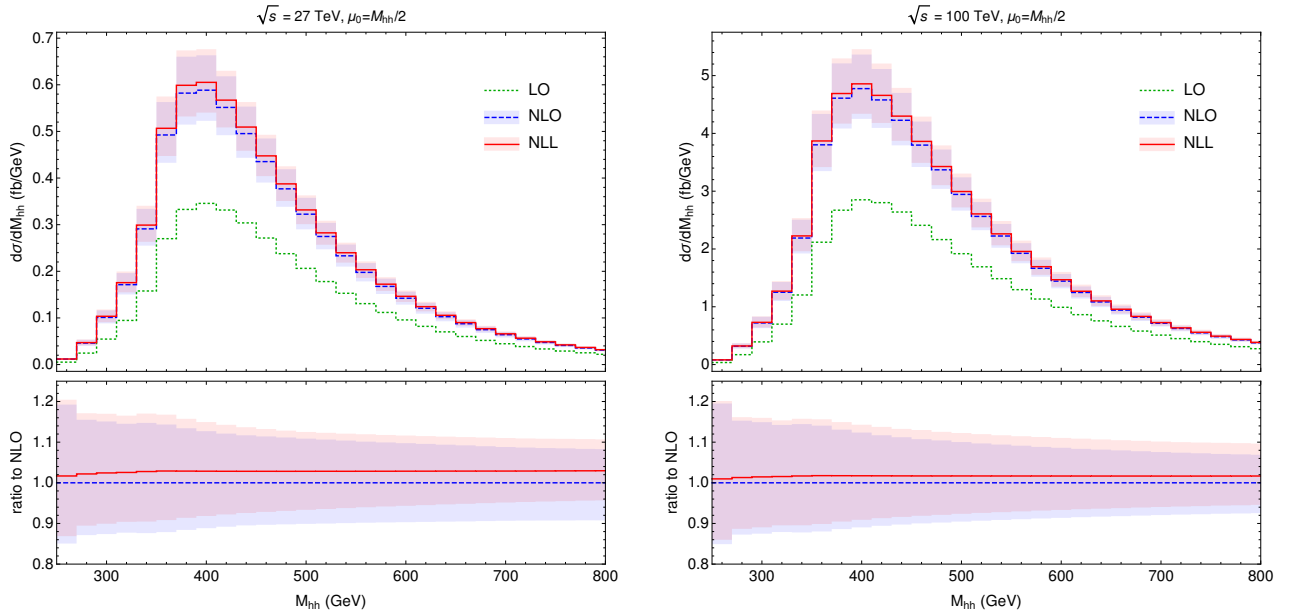 √s = 27 TeV, μ₀=Mₕₕ/2
dσ/dMₕₕ (fb/GeV)
0.7
0.6
0.5
0.4
0.3
0.2
0.1
0.0
LO
NLO
NLL
ratio to NLO
1.2
1.1
1.0
0.9
0.8
300
400
500
600
700
800
Mₕₕ (GeV)
√s = 100 TeV, μ₀=Mₕₕ/2
dσ/dMₕₕ (fb/GeV)
5
4
3
2
1
0
LO
NLO
NLL
ratio to NLO
1.2
1.1
1.0
0.9
0.8
300
400
500
600
700
800
Mₕₕ (GeV)